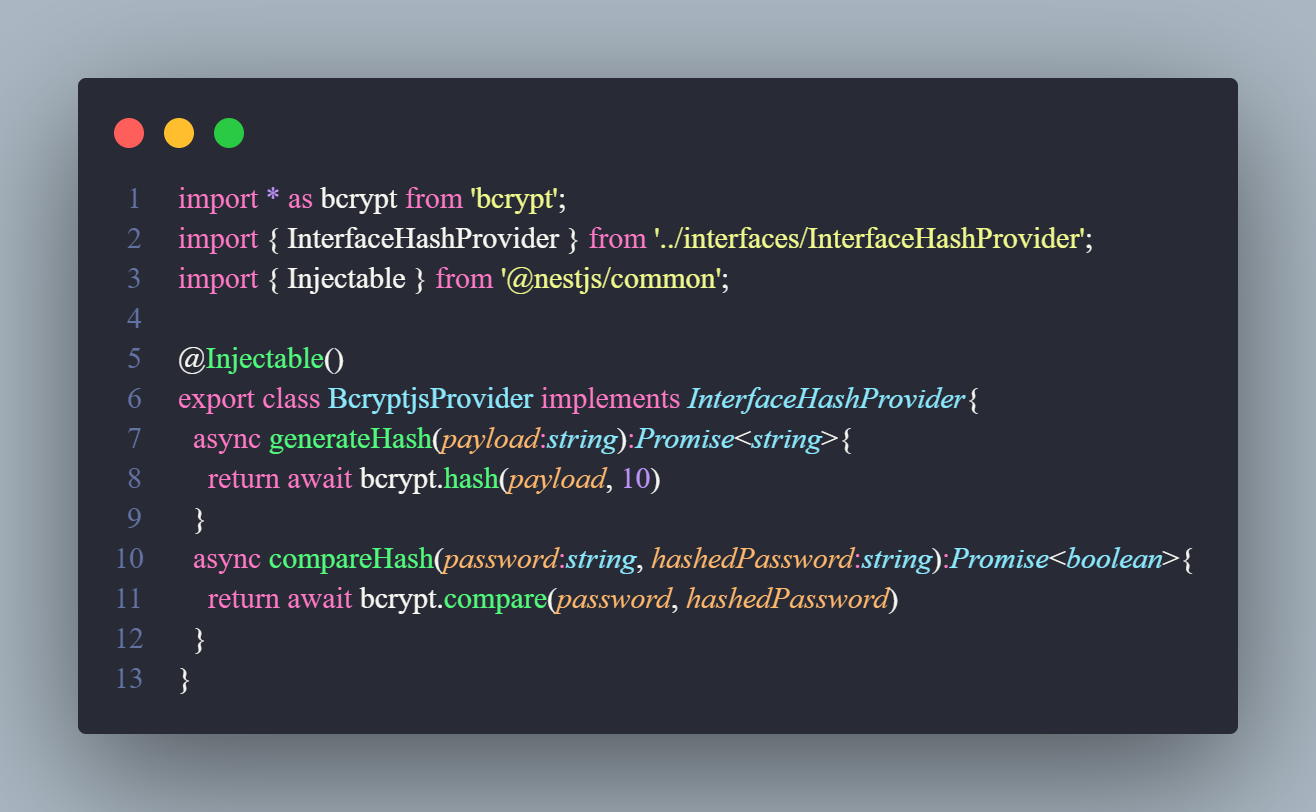 1 import * as bcrypt from 'bcrypt';
2 import { InterfaceHashProvider } from '../interfaces/InterfaceHashProvider';
3 import { Injectable } from '@nestjs/common';
4
5 @Injectable()
6 export class BcryptjsProvider implements InterfaceHashProvider{
7   async generateHash(payload:string):Promise<string>{
8     return await bcrypt.hash(payload, 10)
9   }
10   async compareHash(password:string, hashedPassword:string):Promise<boolean>{
11     return await bcrypt.compare(password, hashedPassword)
12   }
13 }